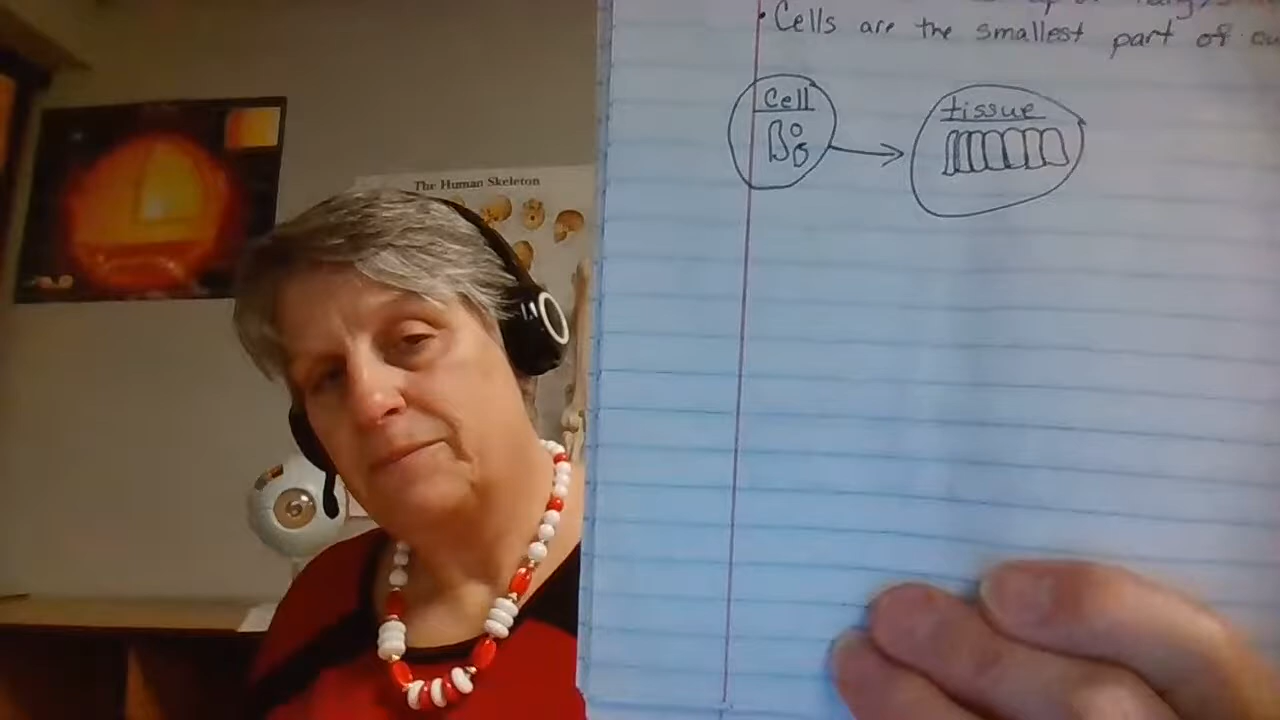 The Human Skeleton
• Cells are the smallest part of
Cell
tissue